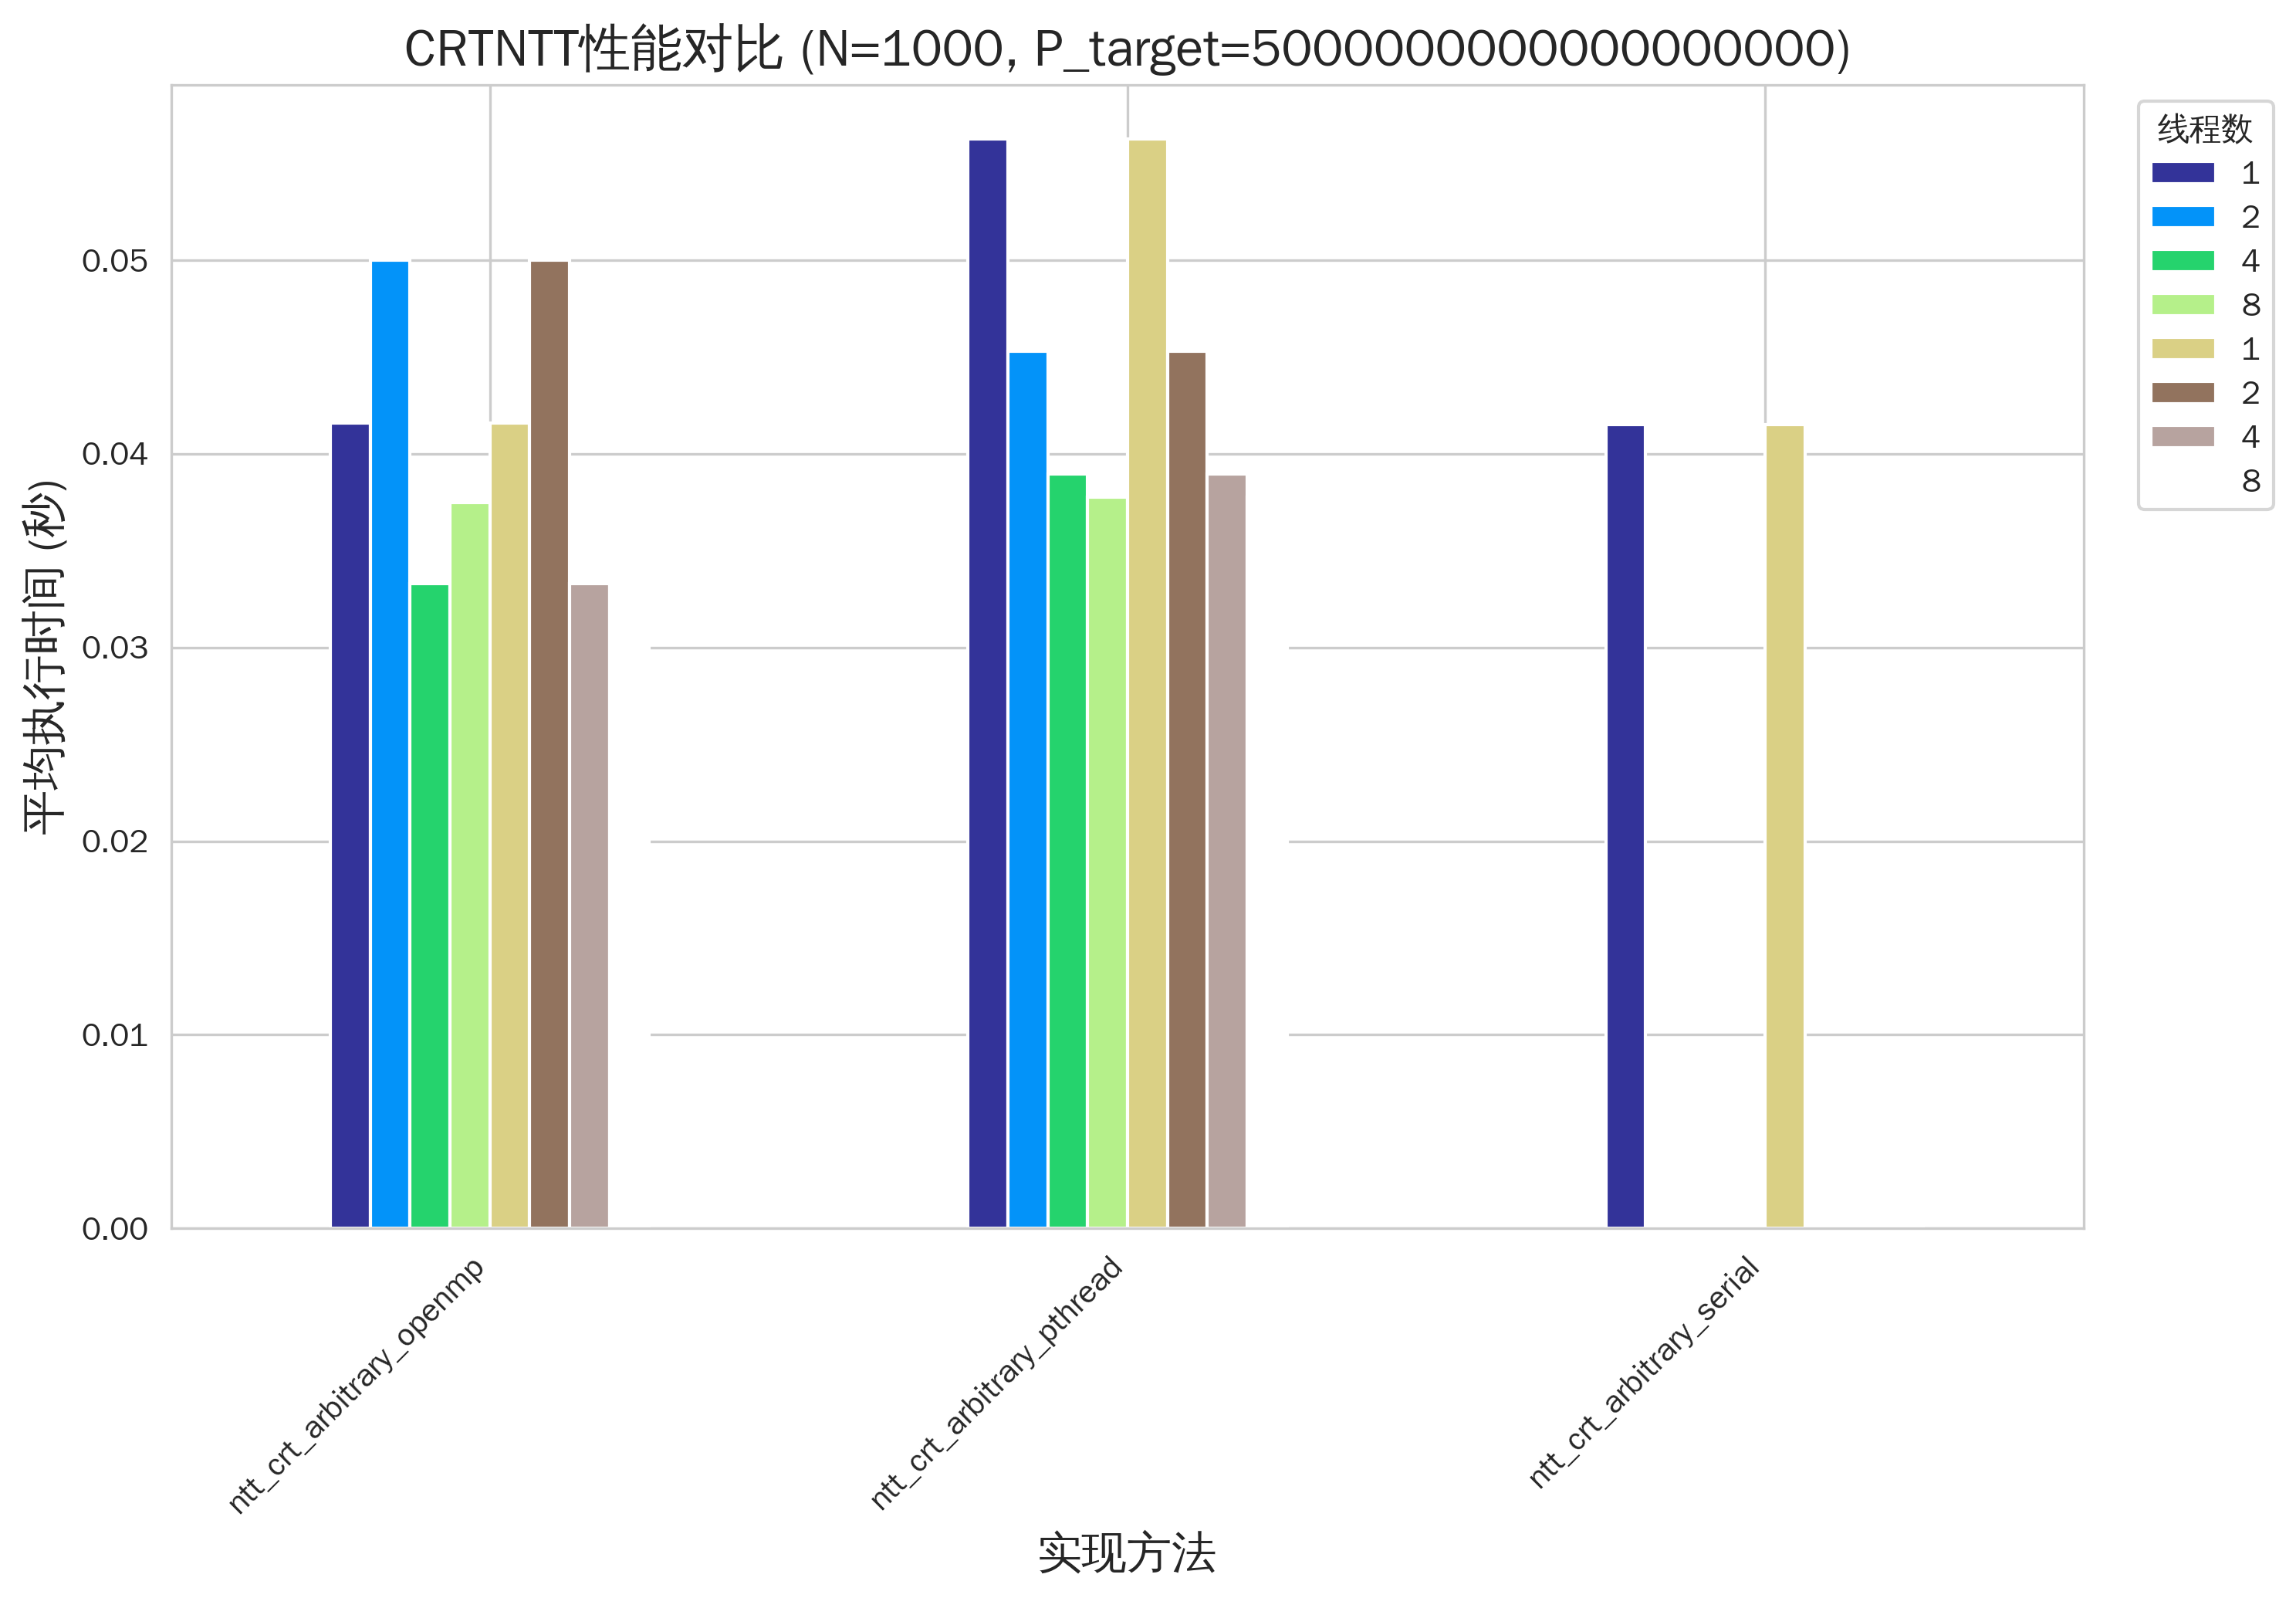 CRTNTT性能对比 (N=1000, P_target=5000000000000000000)
线程数
1
2
4
8
1
2
4
8
平均执行时间 (秒)
0.05
0.04
0.03
0.02
0.01
0.00
ntt_crt_arbitrary_openmp
ntt_crt_arbitrary_pthread
ntt_crt_arbitrary_serial
实现方法